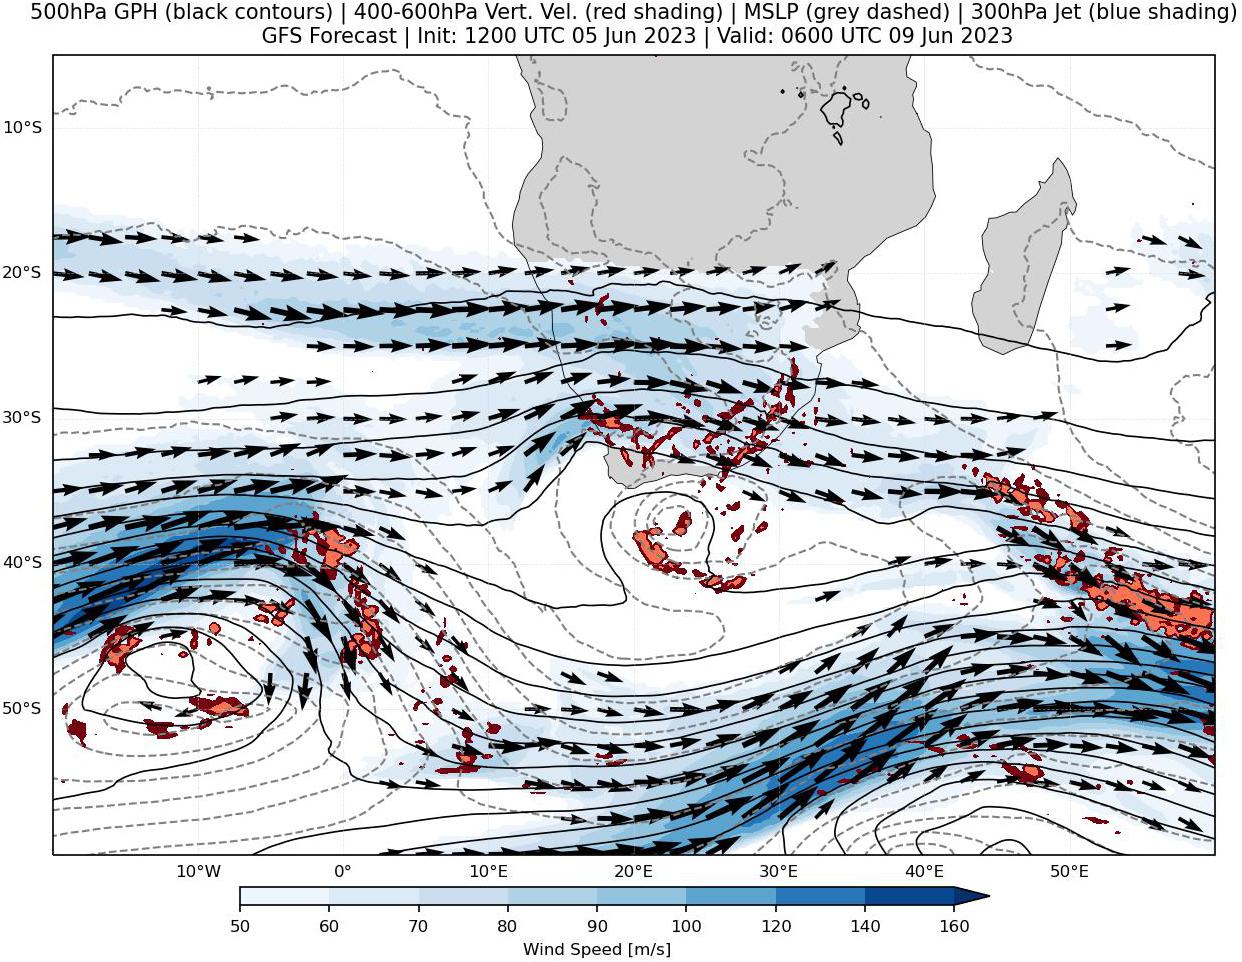 500hPa GPH (black contours) | 400-600hPa Vert. Vel. (red shading) | MSLP (grey dashed) | 300hPa Jet (blue shading)
GFS Forecast | Init: 1200 UTC 05 Jun 2023 | Valid: 0600 UTC 09 Jun 2023
10°S
20°S
30°S
40°S
50°S
10°W 0° 10°E 20°E 30°E 40°E 50°E
50 60 70 80 90 100 120 140 160
Wind Speed [m/s]